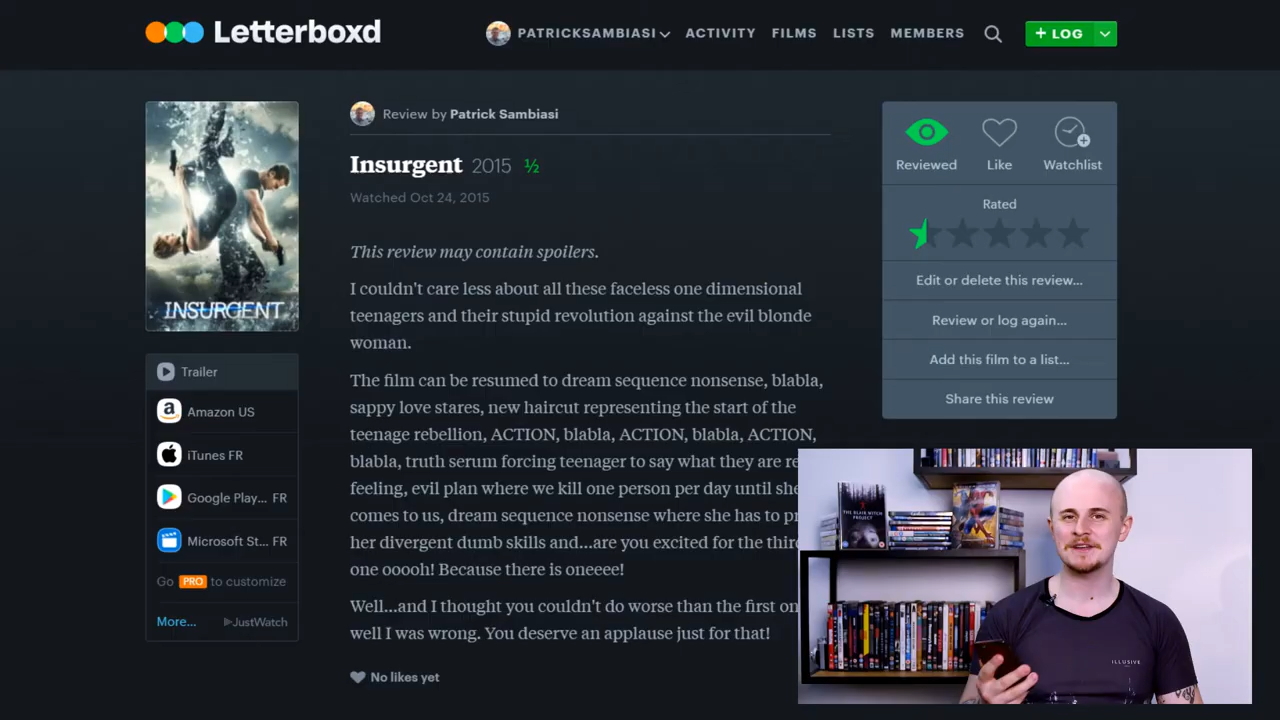 Letterboxd
PATRICKSAMBIASI
ACTIVITY
FILMS
LISTS
MEMBERS
+ LOG
INSURGENT
Review by Patrick Sambiasi
Insurgent 2015 ½
Watched Oct 24, 2015
This review may contain spoilers.
I couldn't care less about all these faceless one dimensional
teenagers and their stupid revolution against the evil blonde
woman.
The film can be resumed to dream sequence nonsense, blabla,
sappy love stares, new haircut representing the start of the
teenage rebellion, ACTION, blabla, ACTION, blabla, ACTION,
blabla, truth serum forcing teenager to say what they are re
feeling, evil plan where we kill one person per day until she
comes to us, dream sequence nonsense where she has to pr
her divergent dumb skills and...are you excited for the thir
one ooooh! Because there is oneeee!
Well...and I thought you couldn't do worse than the first on
well I was wrong. You deserve an applause just for that!
No likes yet
Reviewed
Like
Watchlist
Rated
Edit or delete this review...
Review or log again...
Add this film to a list...
Share this review
Trailer
Amazon US
iTunes FR
Google Play... FR
Microsoft St... FR
Go PRO to customize
More...
JustWatch
THE BLAIR WITCH
PROJECT
ILLUSIVE